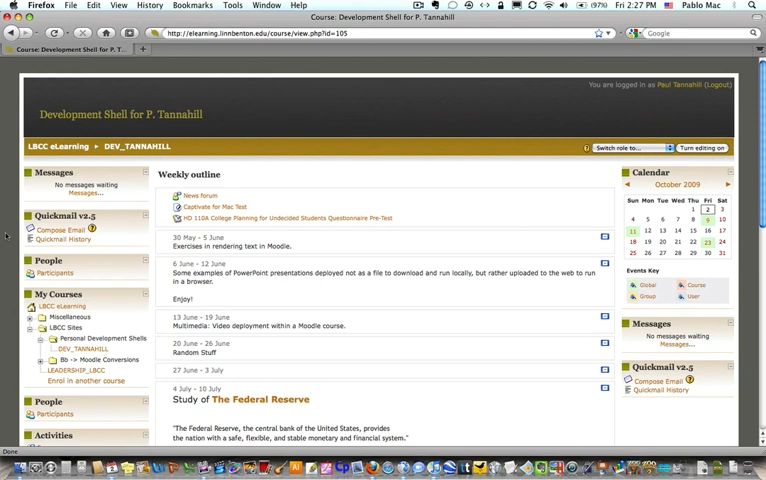 Firefox File Edit View History Bookmarks Tools Window Help (97%) Fri 2:27 PM Pablo Mac
Course: Development Shell for P. Tannahill
http://elearning.linnbenton.edu/course/view.php?id=105
Google
Course: Development Shell for P. T...
You are logged in as Paul Tannahill (Logout)
Development Shell for P. Tannahill
LBCC eLearning ► DEV_TANNAHILL
Switch role to...
Turn editing on
Messages
No messages waiting
Messages...
Quickmail v2.5
Compose Email
Quickmail History
People
Participants
My Courses
LBCC eLearning
Miscellaneous
LBCC Sites
Personal Development Shells
DEV_TANNAHILL
Bb -> Moodle Conversions
LEADERSHIP_LBCC
Enrol in another course
People
Participants
Activities
Weekly outline
News forum
Captivate for Mac Test
HD 110A College Planning for Undecided Students Questionnaire Pre-Test
30 May - 5 June
Exercises in rendering text in Moodle.
6 June - 12 June
Some examples of PowerPoint presentations deployed not as a file to download and run locally, but rather uploaded to the web to run
in a browser.
Enjoy!
13 June - 19 June
Multimedia: Video deployment within a Moodle course.
20 June - 26 June
Random Stuff
27 June - 3 July
4 July - 10 July
Study of The Federal Reserve
"The Federal Reserve, the central bank of the United States, provides
the nation with a safe, flexible, and stable monetary and financial system."
Calendar
◄ October 2009 ►
Sun Mon Tue Wed Thu Fri Sat
1 2 3
4 5 6 7 8 9 10
11 12 13 14 15 16 17
18 19 20 21 22 23 24
25 26 27 28 29 30 31
Events Key
Global Course
Group User
Messages
No messages waiting
Messages...
Quickmail v2.5
Compose Email
Quickmail History
Done